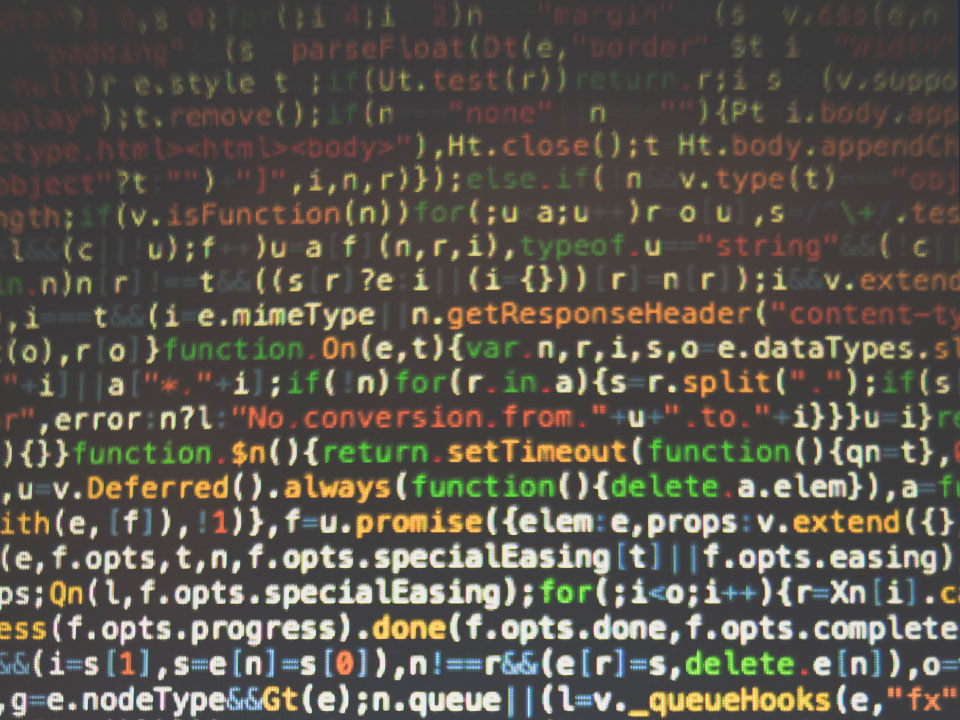 th"?1 0,s 0;for(;i 4;i 2)n "margin" (s v.css(e,n
"padding" (s parseFloat(Dt(e,"border" $t i "Width"
null)r e.style t ;if(Ut.test(r))return.r;i s (v.suppo
splay");t.remove();if(n "none"||n ""){Pt i.body.app
ctype.html><html><body>"),Ht.close();t Ht.body.appendCh
object"?t:"")+"]",i,n,r)});else.if( n&&v.type(t)==="obj
ngth;if(v.isFunction(n))for(;u<a;u++)r=o[u],s=/^\+/.tes
l&&(c||!u);f++)u=a[f](n,r,i),typeof.u=="string"&&(!c
in.n)n[r]!==t&&((s[r]?e:i||(i={}))[r]=n[r]);i&&v.extend
,i===t&&(i=e.mimeType||n.getResponseHeader("content-ty
(o),r[o]}function.On(e,t){var.n,r,i,s,o=e.dataTypes.sl
"+i]||a["*."+i];if(!n)for(r.in.a){s=r.split(".");if(s
r",error:n?l:"No.conversion.from."+u+".to."+i}}}u=i}re
){}}function.$n(){return.setTimeout(function(){qn=t},0
,u=v.Deferred().always(function(){delete.a.elem}),a=fu
ith(e,[f]),!1)},f=u.promise({elem:e,props:v.extend({}
(e,f.opts,t,n,f.opts.specialEasing[t]||f.opts.easing)
ps;Qn(l,f.opts.specialEasing);for(;i<o;i++){r=Xn[i].ca
ess(f.opts.progress).done(f.opts.done,f.opts.complete
&&(i=s[1],s=e[n]=s[0]),n!==r&&(e[r]=s,delete.e[n]),o=
,g=e.nodeType&&Gt(e);n.queue||(l=v._queueHooks(e,"fx"